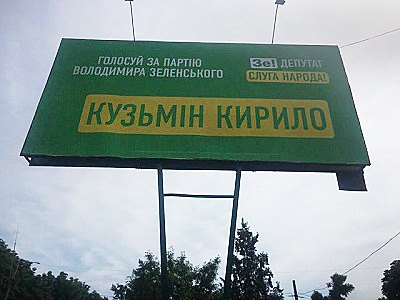 ГОЛОСУЙ ЗА ПАРТІЮ
ВОЛОДИМИРА ЗЕЛЕНСЬКОГО
Зе! ДЕПУТАТ
СЛУГА НАРОДА!
КУЗЬМІН КИРИЛО